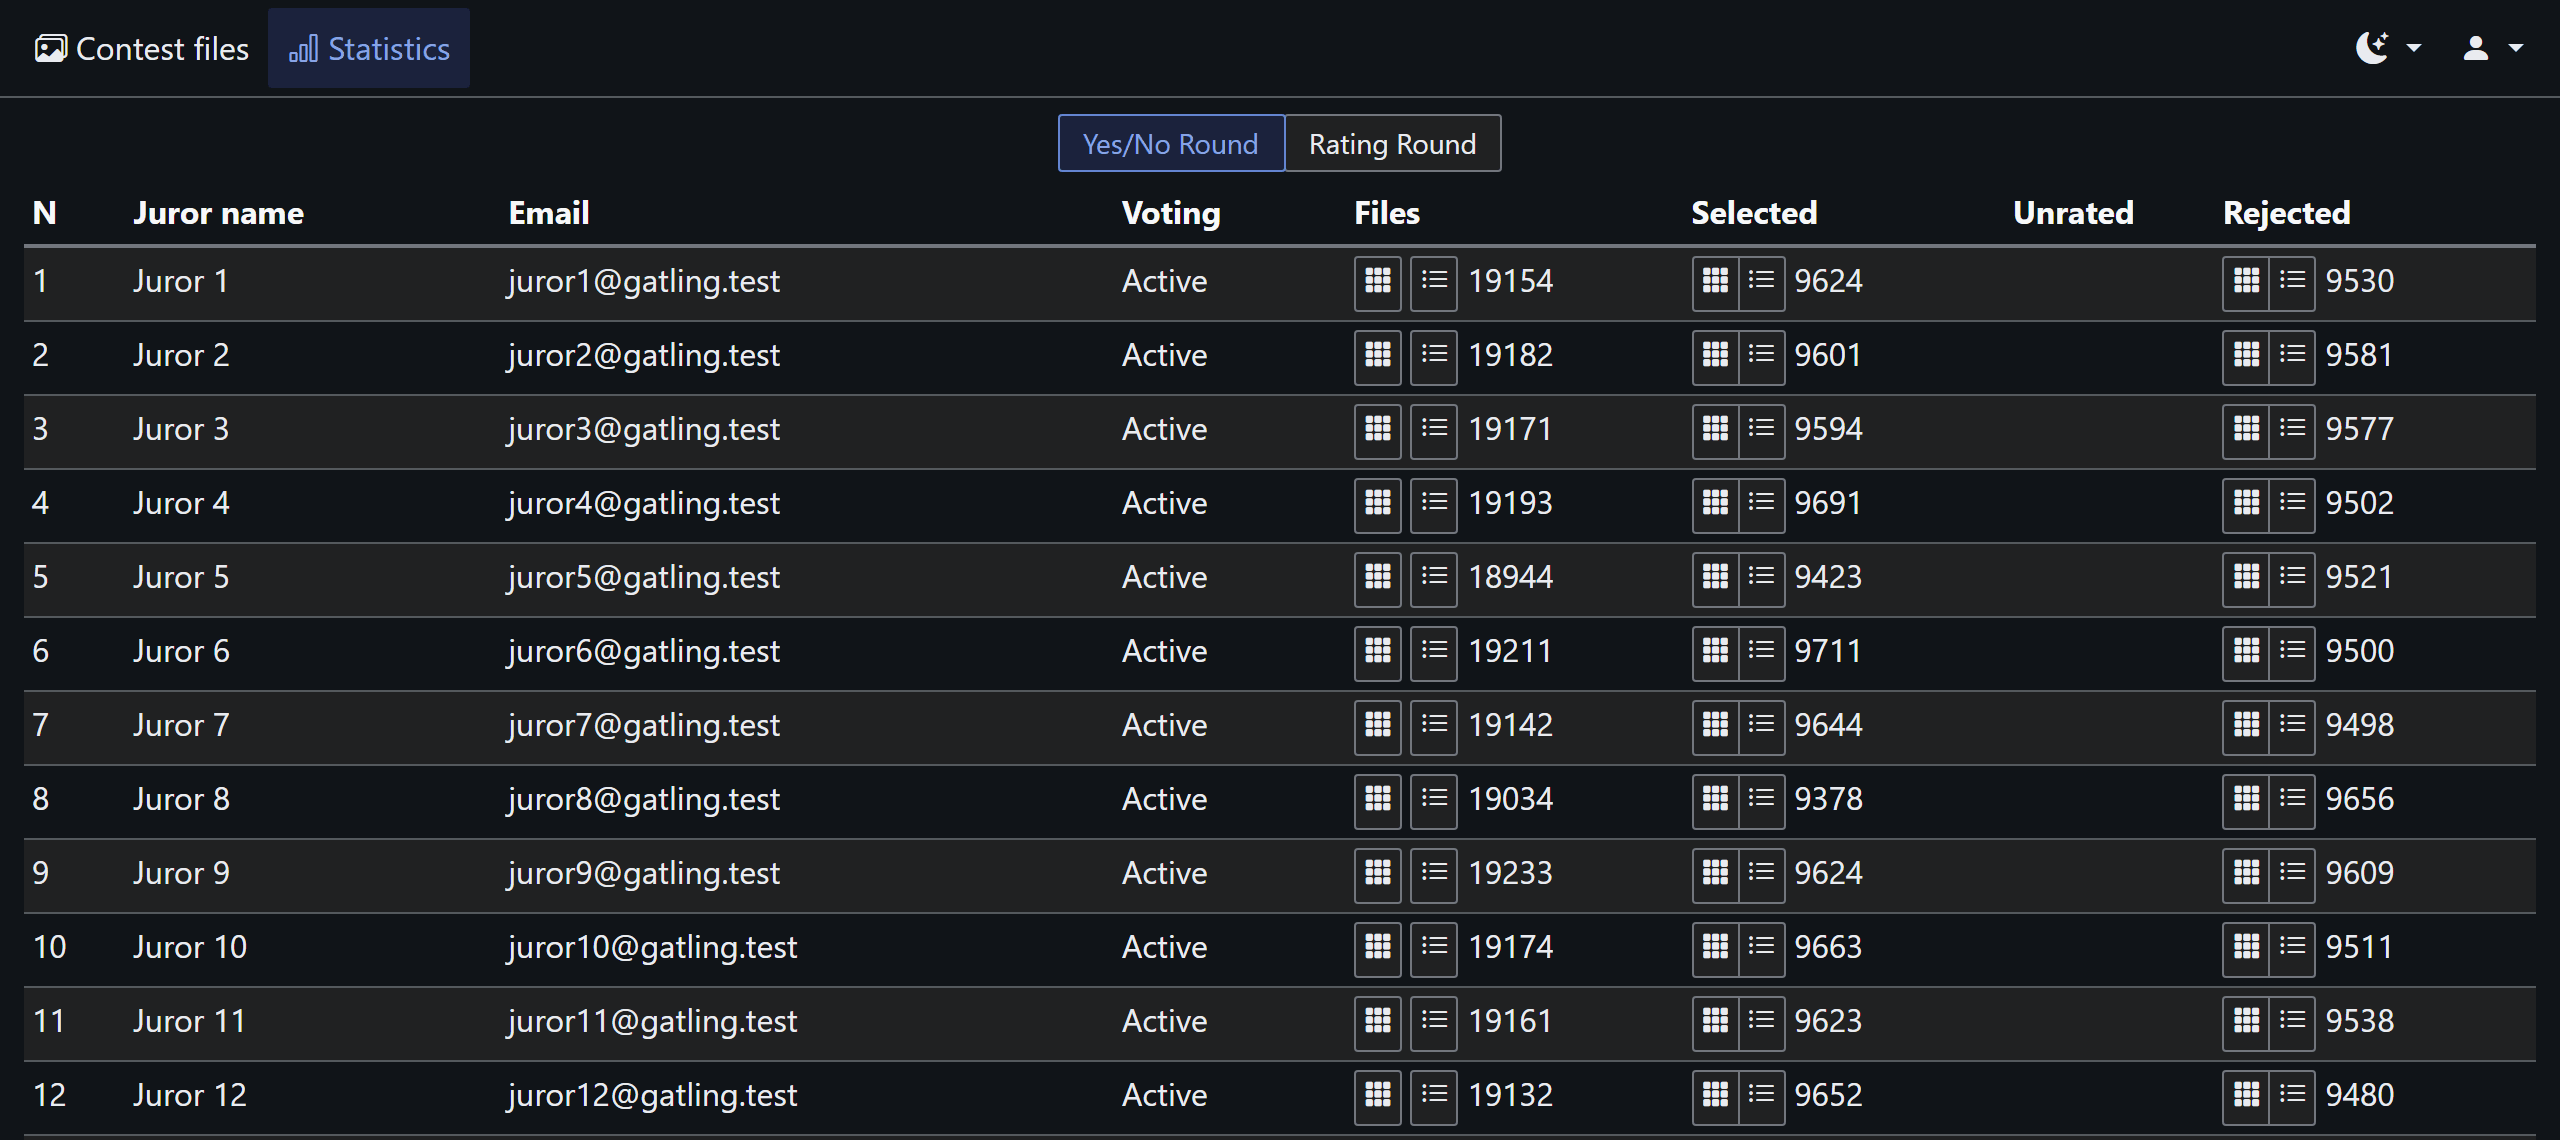 Contest files Statistics
Yes/No Round Rating Round
N Juror name Email Voting Files Selected Unrated Rejected
1 Juror 1 juror1@gatling.test Active 19154 9624 9530
2 Juror 2 juror2@gatling.test Active 19182 9601 9581
3 Juror 3 juror3@gatling.test Active 19171 9594 9577
4 Juror 4 juror4@gatling.test Active 19193 9691 9502
5 Juror 5 juror5@gatling.test Active 18944 9423 9521
6 Juror 6 juror6@gatling.test Active 19211 9711 9500
7 Juror 7 juror7@gatling.test Active 19142 9644 9498
8 Juror 8 juror8@gatling.test Active 19034 9378 9656
9 Juror 9 juror9@gatling.test Active 19233 9624 9609
10 Juror 10 juror10@gatling.test Active 19174 9663 9511
11 Juror 11 juror11@gatling.test Active 19161 9623 9538
12 Juror 12 juror12@gatling.test Active 19132 9652 9480